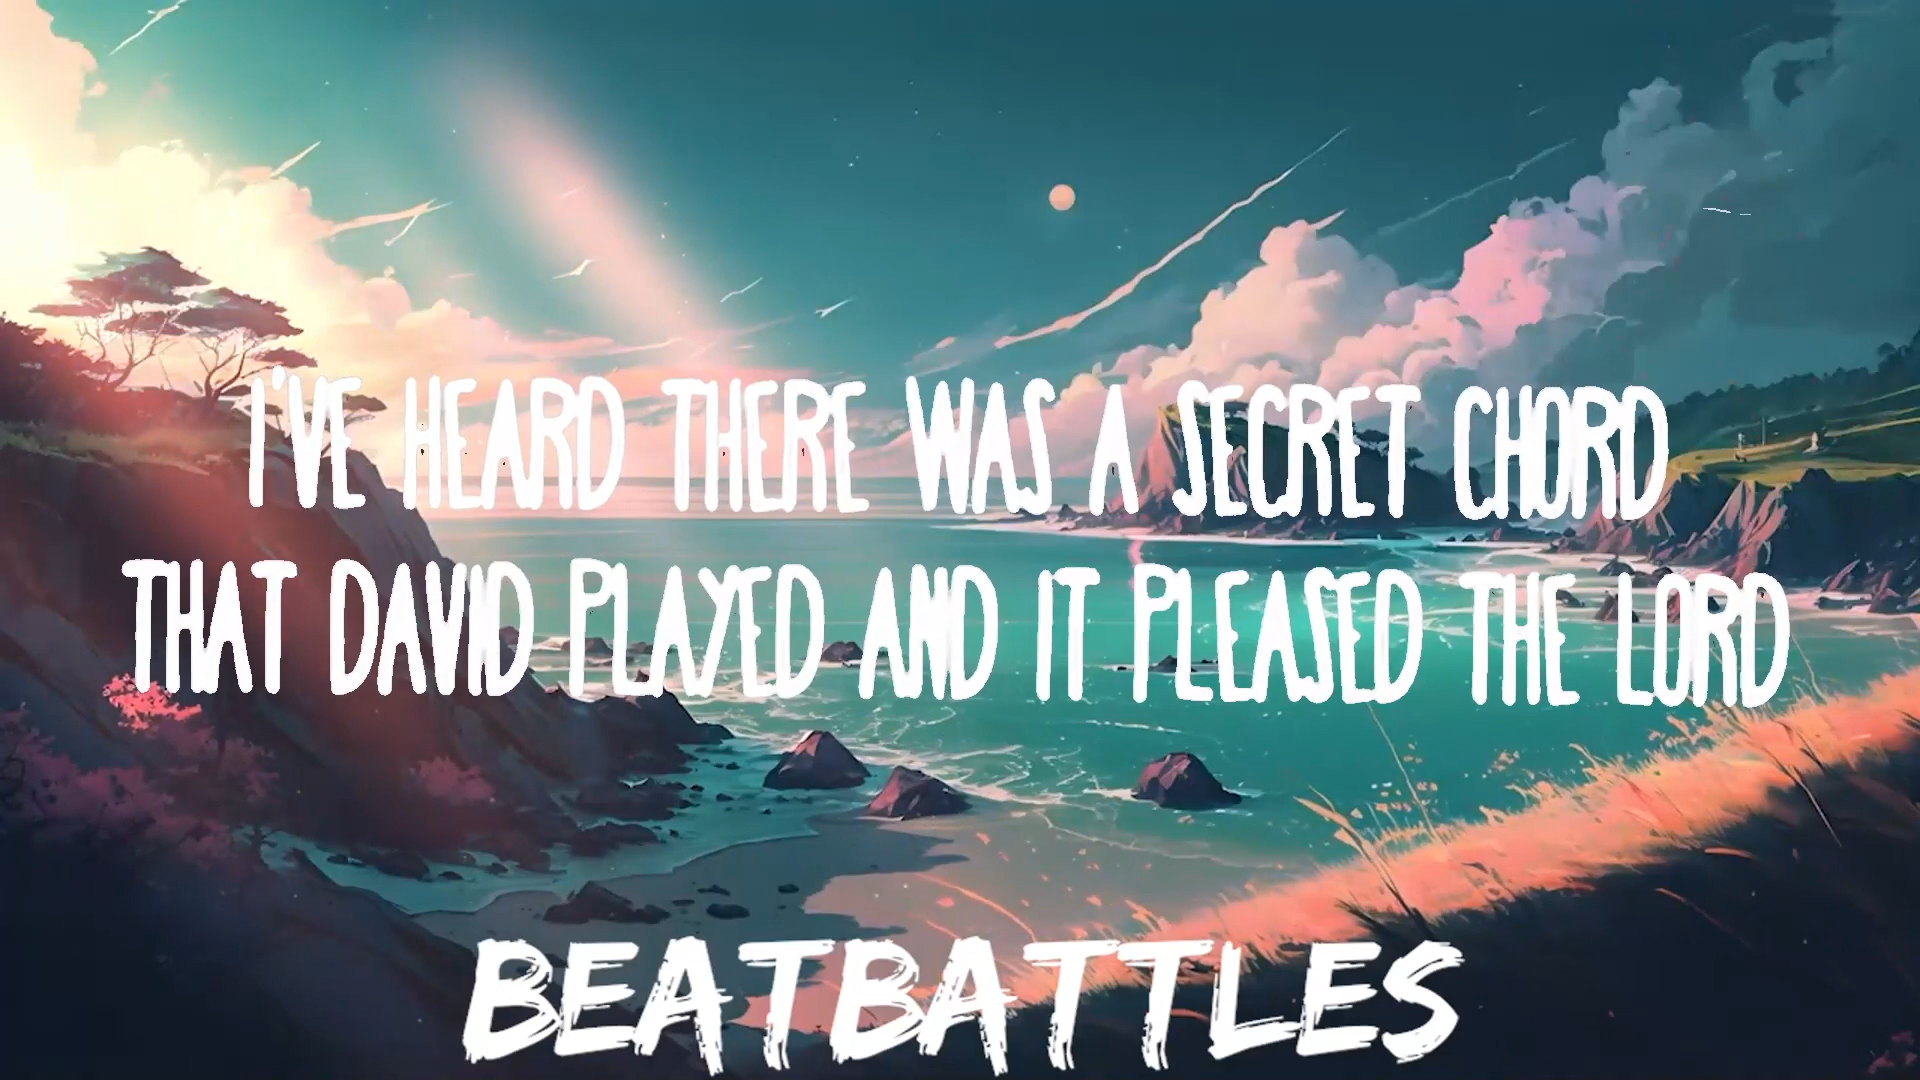 I'VE HEARD THERE WAS A SECRET CHORD
THAT DAVID PLAYED AND IT PLEASED THE LORD
BEATBATTLES